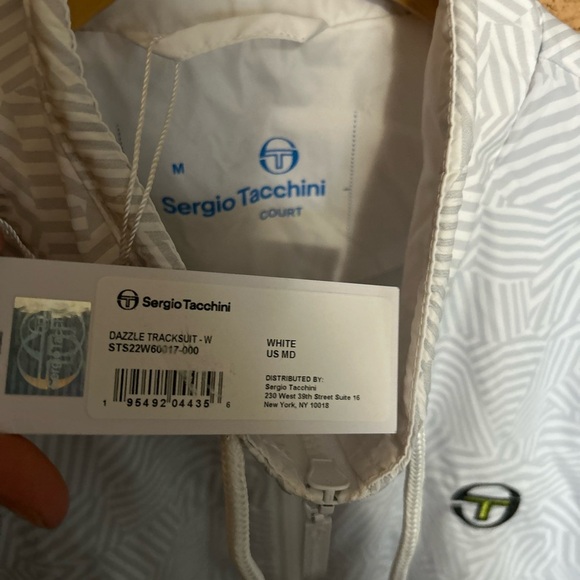 M
Sergio Tacchini
COURT
Sergio Tacchini
DAZZLE TRACKSUIT - W
STS22W60017-000
WHITE
US MD
DISTRIBUTED BY:
Sergio Tacchini
230 West 39th Street Suite 16
New York, NY 10018
1 95492 04435 6